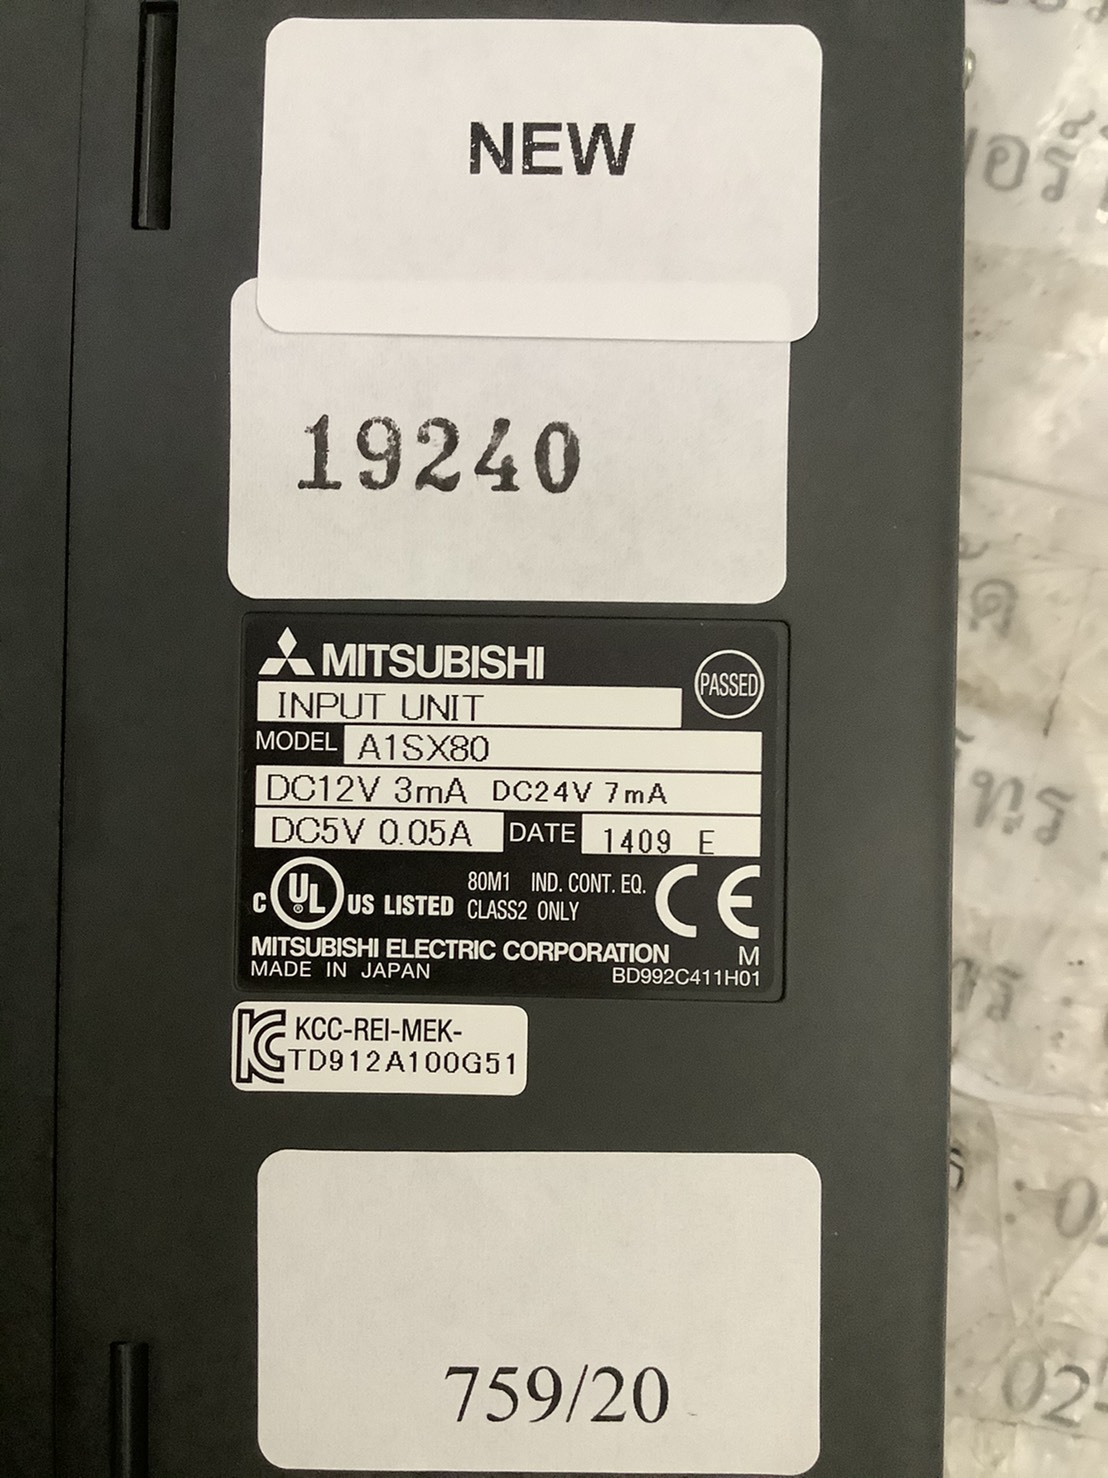 NEW
19240
MITSUBISHI
PASSED
INPUT UNIT
MODEL A1SX80
DC12V 3mA DC24V 7mA
DC5V 0.05A DATE 1409 E
C UL ® US LISTED 80M1 IND. CONT. EQ.
CLASS2 ONLY
CE
MITSUBISHI ELECTRIC CORPORATION M
MADE IN JAPAN BD992C411H01
KCC-REI-MEK-
TD912A100G51
759/20